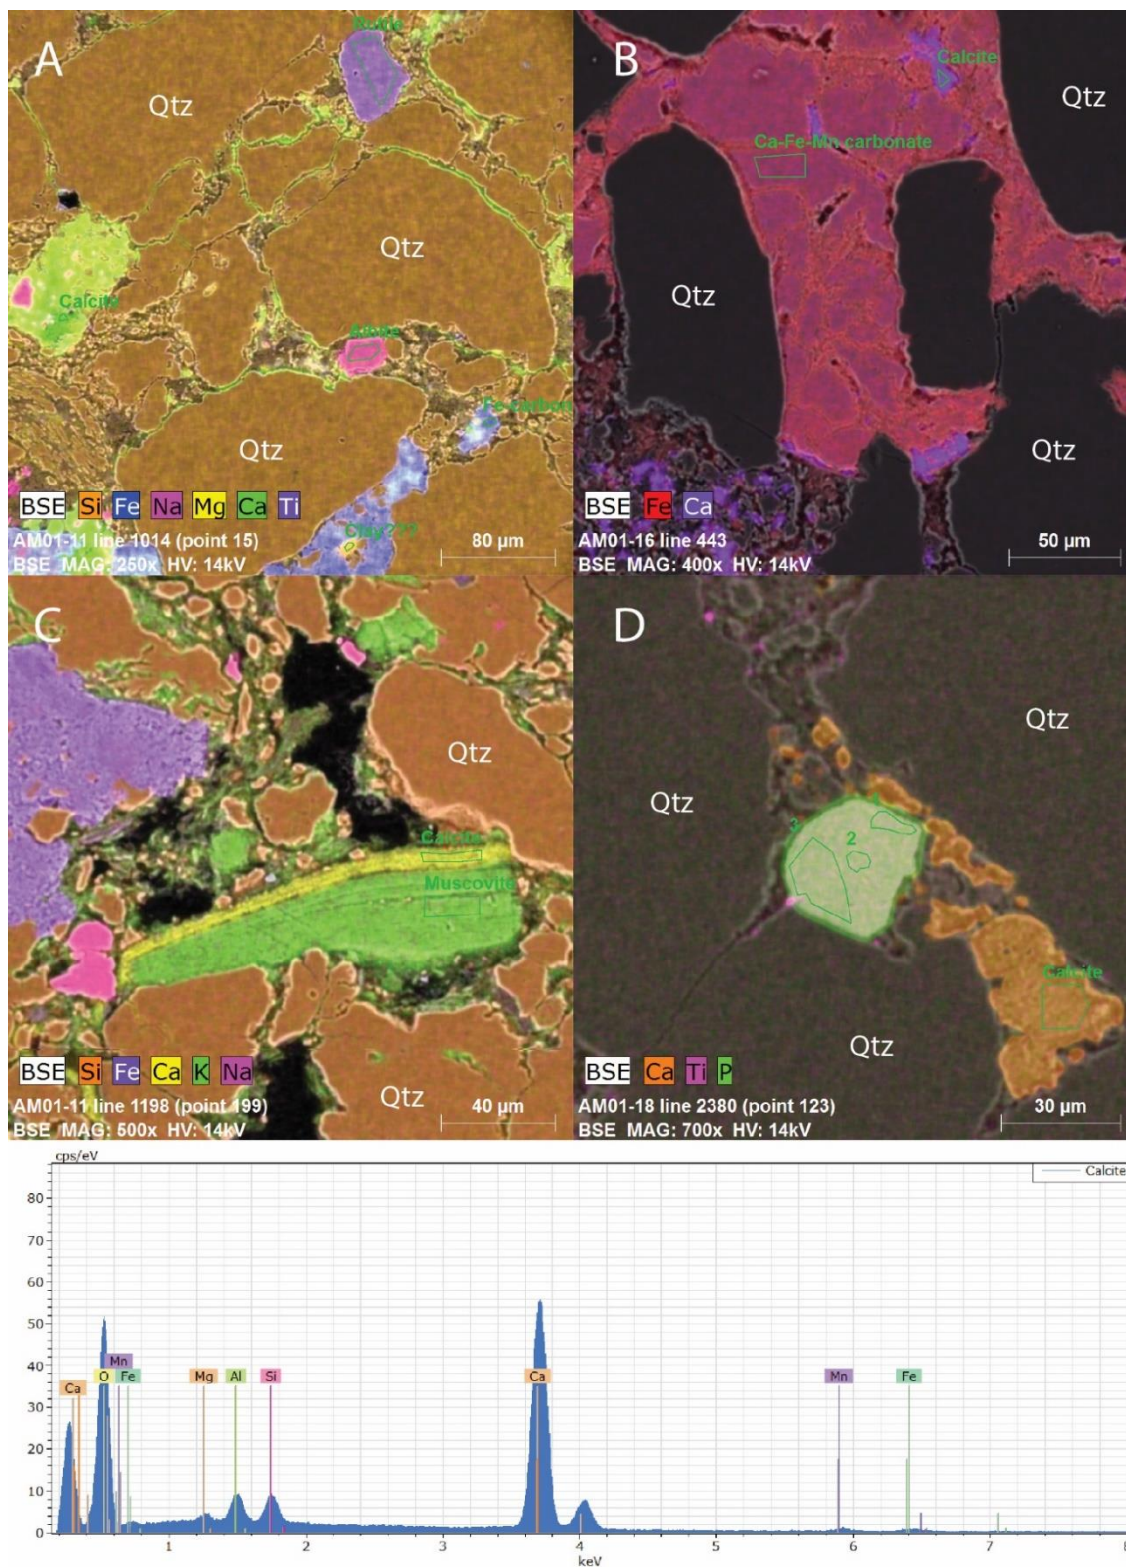 A
Rutile
Qtz
Qtz
Calcite
Albite
Fe-carbon
Qtz
Clay???
BSE Si Fe Na Mg Ca Ti
AM01-11 line 1014 (point 15)
BSE MAG: 250x HV: 14kV
80 µm
B
Calcite
Qtz
Ca-Fe-Mn carbonate
Qtz
Qtz
BSE Fe Ca
AM01-16 line 443
BSE MAG: 400x HV: 14kV
50 µm
C
Qtz
Calcite
Muscovite
BSE Si Fe Ca K Na
Qtz
AM01-11 line 1198 (point 199)
BSE MAG: 500x HV: 14kV
40 µm
D
Qtz
Qtz
2
Calcite
Qtz
BSE Ca Ti P
AM01-18 line 2380 (point 123)
BSE MAG: 700x HV: 14kV
30 µm
cps/eV
Calcite
80
70
60
50
40
30
20
10
0
Mn
Ca O Fe Mg Al Si Ca Mn Fe
1 2 3 4 5 6 7
keV